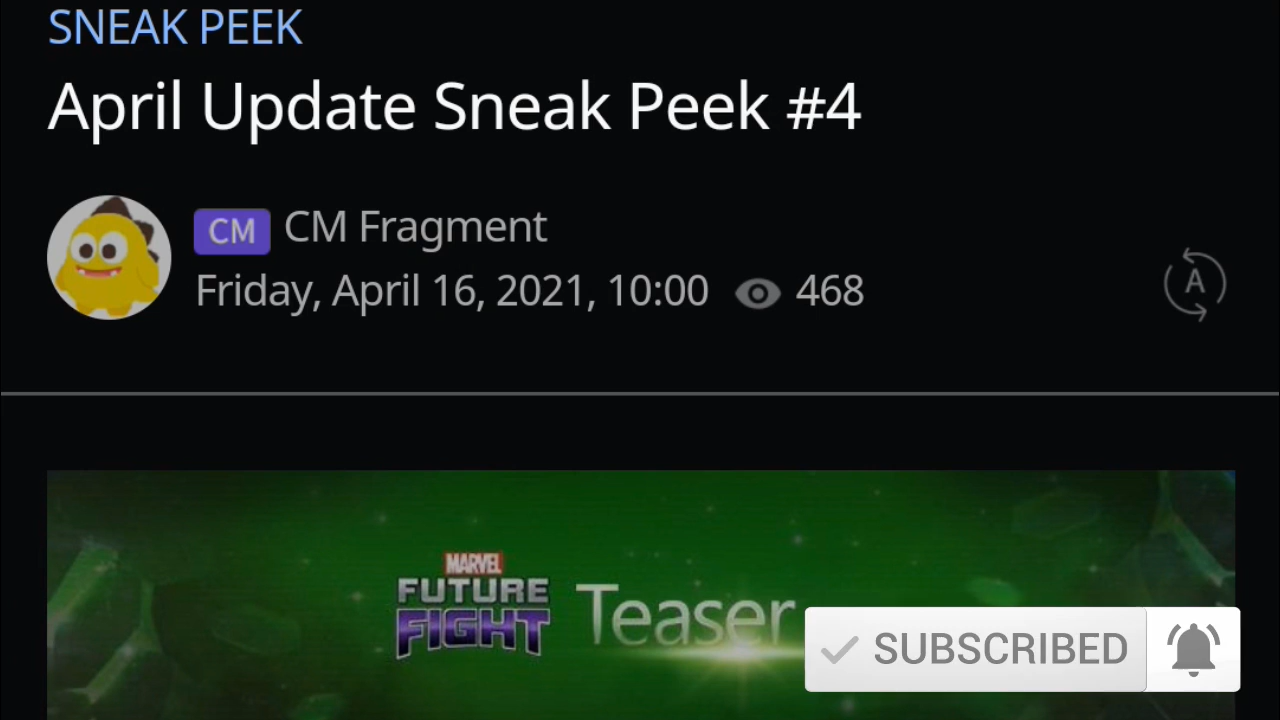 SNEAK PEEK
April Update Sneak Peek #4
CM CM Fragment
Friday, April 16, 2021, 10:00 468
A
MARVEL
FUTURE
FIGHT
Teaser
SUBSCRIBED